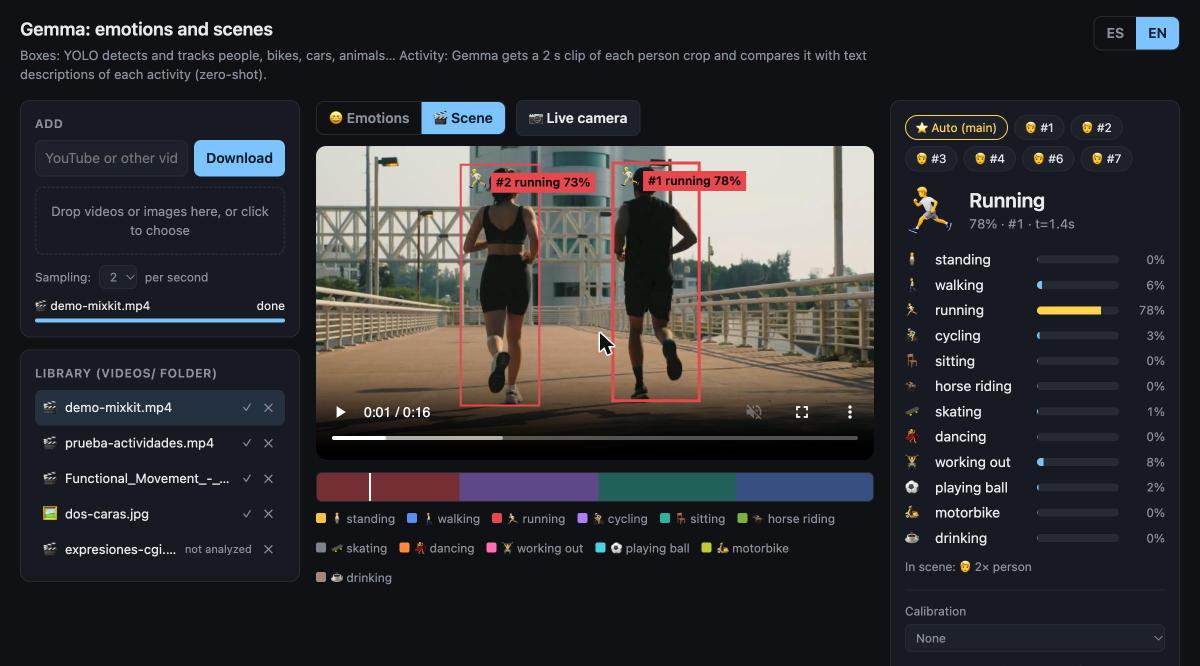 Gemma: emotions and scenes
Boxes: YOLO detects and tracks people, bikes, cars, animals... Activity: Gemma gets a 2 s clip of each person crop and compares it with text
descriptions of each activity (zero-shot).
ES EN
ADD
YouTube or other vid
Download
Drop videos or images here, or click
to choose
Sampling: 2 per second
demo-mixkit.mp4 done
LIBRARY (VIDEOS/ FOLDER)
demo-mixkit.mp4
prueba-actividades.mp4
Functional_Movement_-_...
dos-caras.jpg
expresiones-cgi.... not analyzed
Emotions Scene Live camera
#2 running 73%
#1 running 78%
0:01 / 0:16
standing walking running cycling sitting horse riding
skating dancing working out playing ball motorbike
drinking
Auto (main) #1 #2
#3 #4 #6 #7
Running
78% · #1 · t=1.4s
standing 0%
walking 6%
running 78%
cycling 3%
sitting 0%
horse riding 0%
skating 1%
dancing 0%
working out 8%
playing ball 2%
motorbike 0%
drinking 0%
In scene: 2× person
Calibration
None